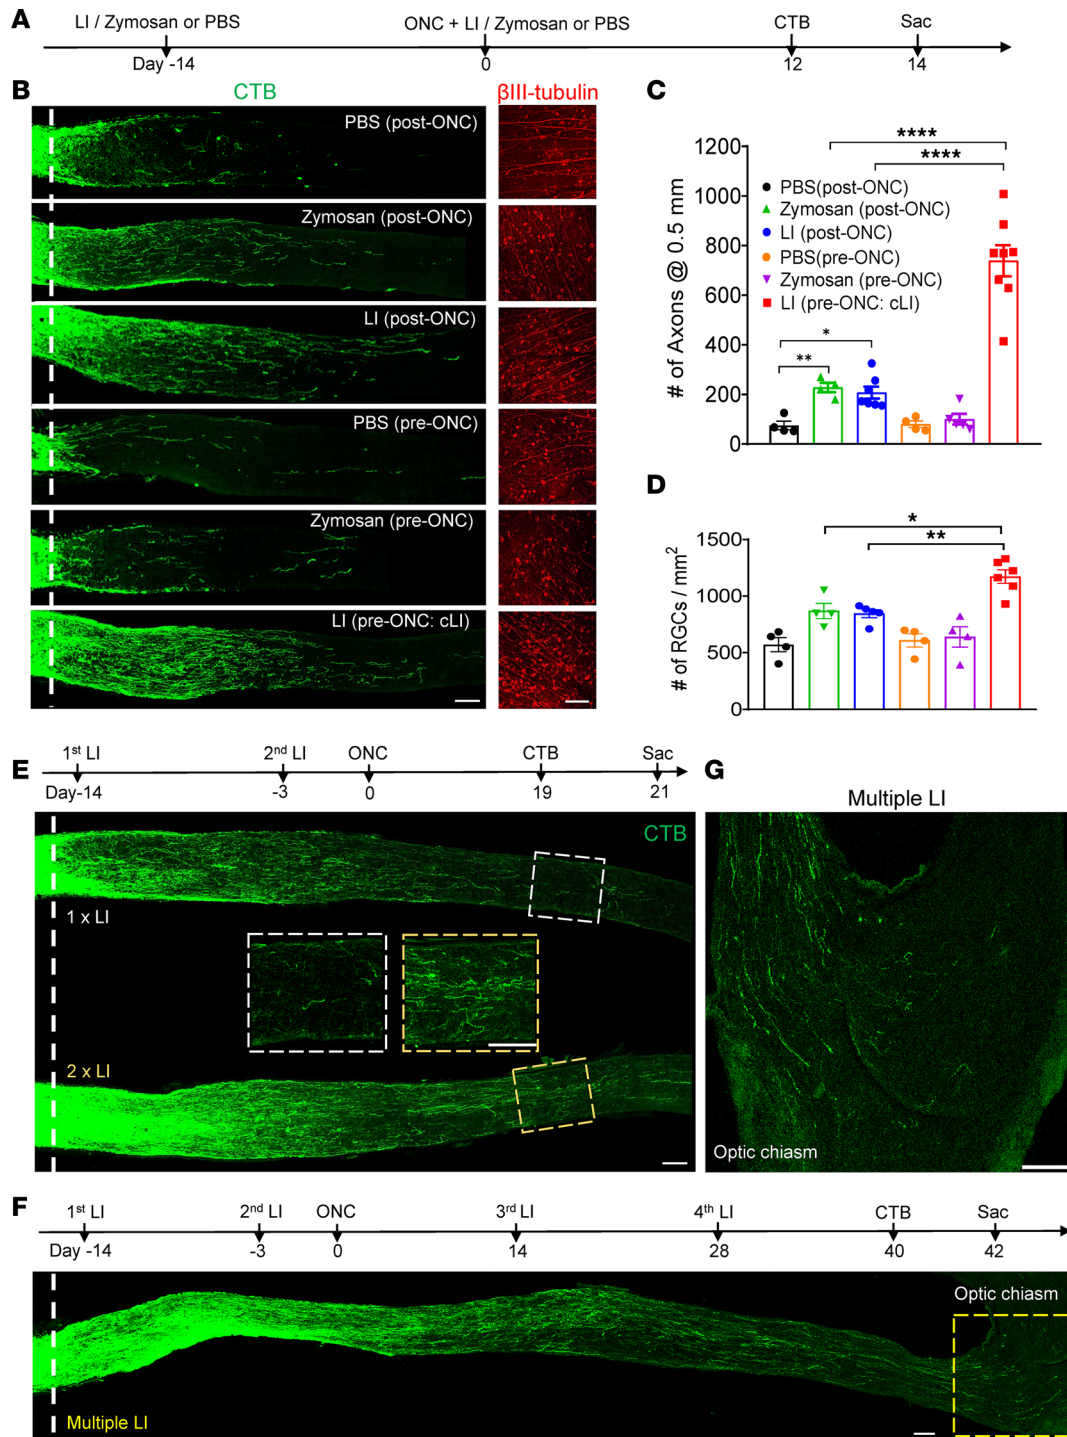 A
LI / Zymosan or PBS
ONC + LI / Zymosan or PBS
CTB
Sac
Day -14
0
12
14
B
CTB
βIII-tubulin
PBS (post-ONC)
Zymosan (post-ONC)
LI (post-ONC)
PBS (pre-ONC)
Zymosan (pre-ONC)
LI (pre-ONC: cLI)
C
# of Axons @ 0.5 mm
1200
1000
800
600
400
200
0
****
****
PBS(post-ONC)
Zymosan (post-ONC)
LI (post-ONC)
PBS(pre-ONC)
Zymosan (pre-ONC)
LI (pre-ONC: cLI)
*
**
D
# of RGCs / mm²
1500
1000
500
0
*
**
E
1st LI
2nd LI
ONC
CTB
Sac
Day-14
-3
0
19
21
CTB
1 x LI
2 x LI
G
Multiple LI
Optic chiasm
F
1st LI
2nd LI
ONC
3rd LI
4th LI
CTB
Sac
Day -14
-3
0
14
28
40
42
Optic chiasm
Multiple LI